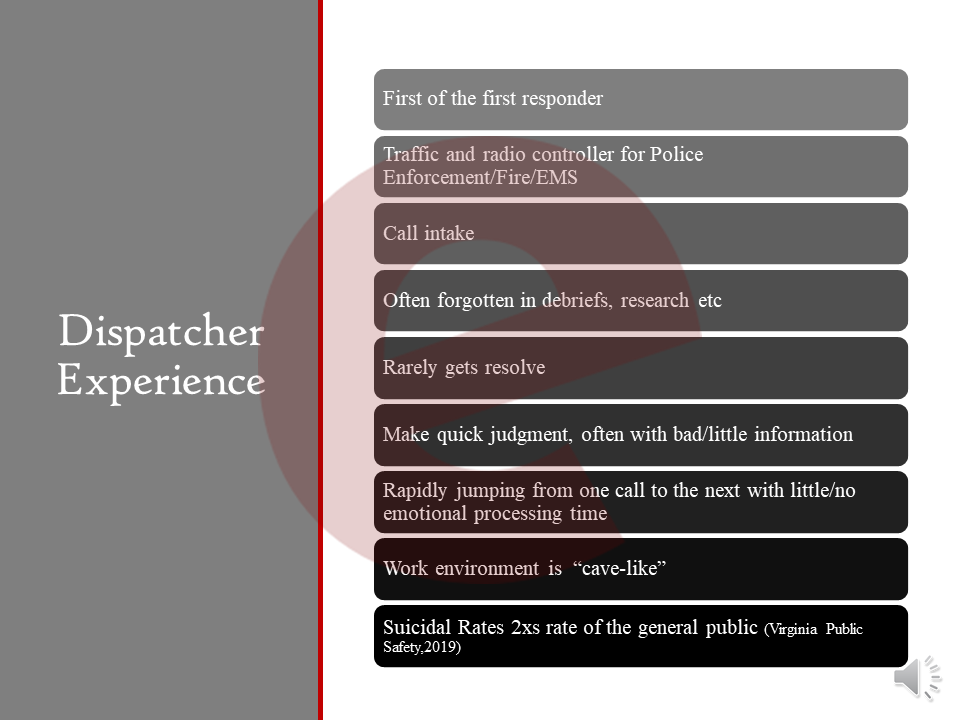 Dispatcher
Experience
First of the first responder
Traffic and radio controller for Police
Enforcement/Fire/EMS
Call intake
Often forgotten in debriefs, research etc
Rarely gets resolve
Make quick judgment, often with bad/little information
Rapidly jumping from one call to the next with little/no
emotional processing time
Work environment is “cave-like”
Suicidal Rates 2xs rate of the general public (Virginia Public
Safety,2019)
e